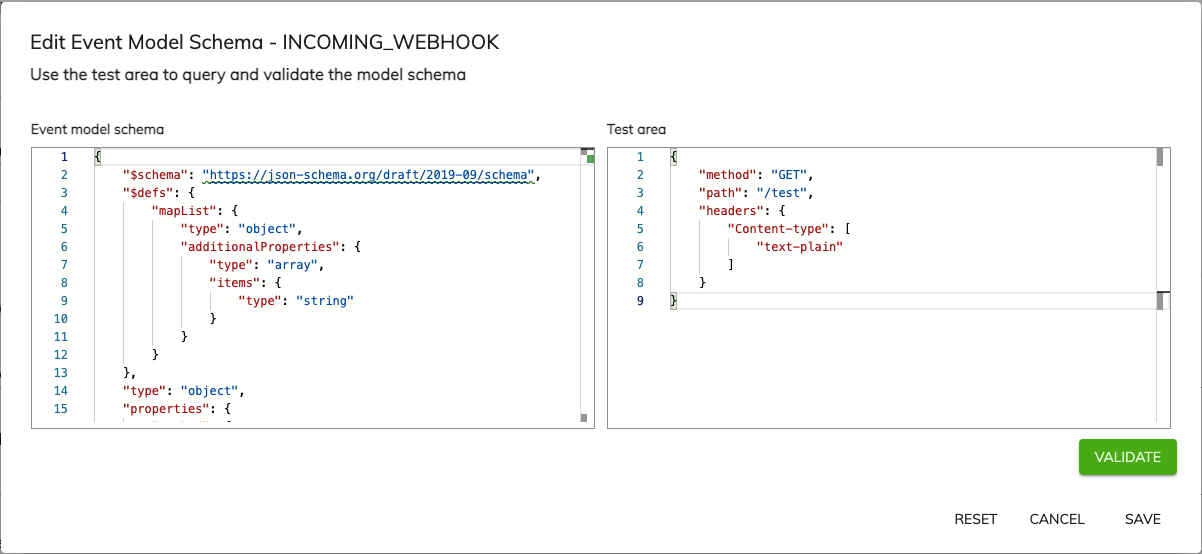 Edit Event Model Schema - INCOMING_WEBHOOK
Use the test area to query and validate the model schema
Event model schema
1 {
2 "$schema": "https://json-schema.org/draft/2019-09/schema",
3 "$defs": {
4 "mapList": {
5 "type": "object",
6 "additionalProperties": {
7 "type": "array",
8 "items": {
9 "type": "string"
10 }
11 }
12 }
13 },
14 "type": "object",
15 "properties": {
Test area
1 {
2 "method": "GET",
3 "path": "/test",
4 "headers": {
5 "Content-type": [
6 "text-plain"
7 ]
8 }
9 }
VALIDATE
RESET CANCEL SAVE